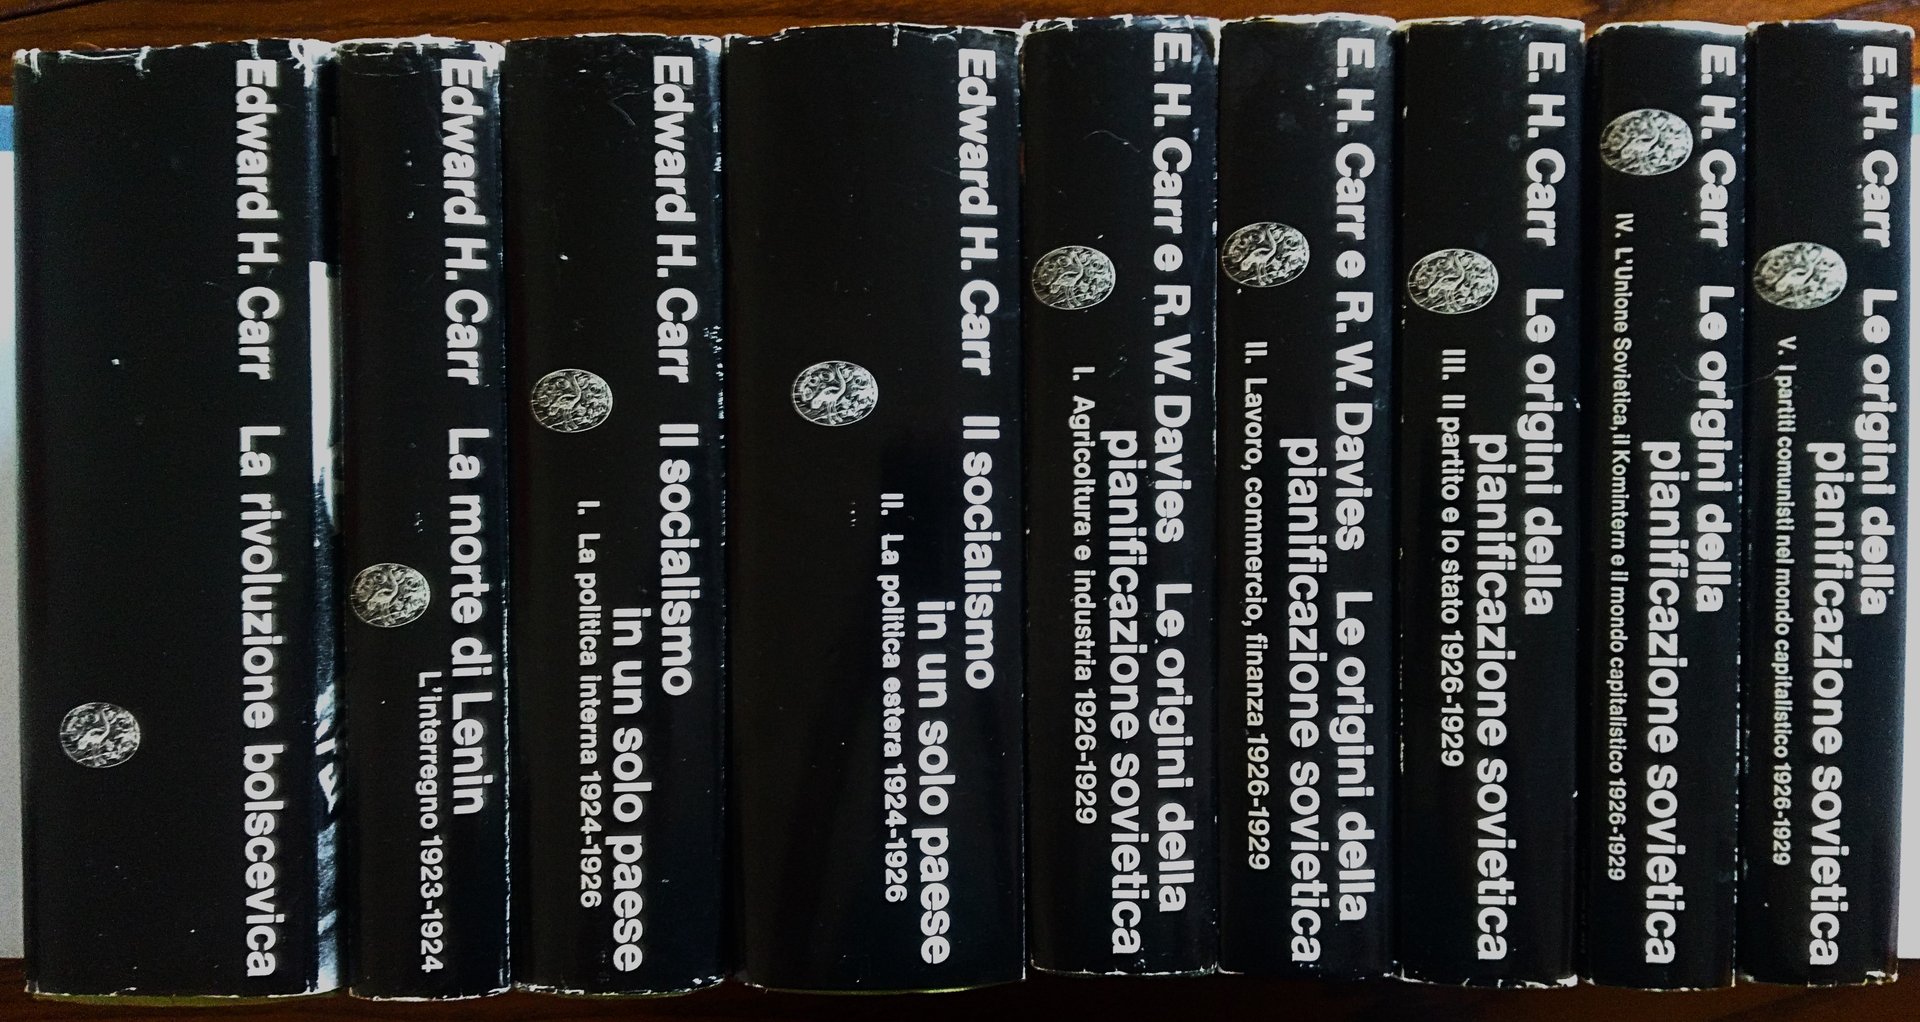 Edward H. Carr La rivoluzione bolscevica
Edward H. Carr La morte di Lenin
L'interregno 1923-1924
Edward H. Carr Il socialismo
in un solo paese
I. La politica interna 1924-1926
Edward H. Carr Il socialismo
in un solo paese
II. La politica estera 1924-1926
E. H. Carr e R. W. Davies Le origini della
pianificazione sovietica
I. Agricoltura e industria 1926-1929
E. H. Carr e R. W. Davies Le origini della
pianificazione sovietica
II. Lavoro, commercio, finanza 1926-1929
E. H. Carr Le origini della
pianificazione sovietica
III. Il partito e lo stato 1926-1929
E. H. Carr Le origini della
pianificazione sovietica
IV. L'Unione Sovietica, il Komintern e il mondo capitalistico 1926-1929
E. H. Carr Le origini della
pianificazione sovietica
V. I partiti comunisti nel mondo capitalistico 1926-1929